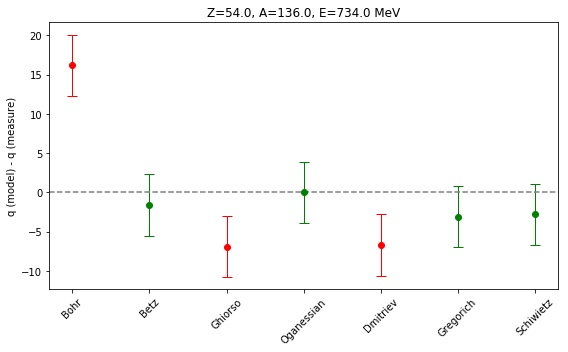 Z=54.0, A=136.0, E=734.0 MeV
q (model) - q (measure)
20
15
10
5
0
−5
−10
Bohr
Betz
Ghiorso
Oganessian
Dmitriev
Gregorich
Schiwietz